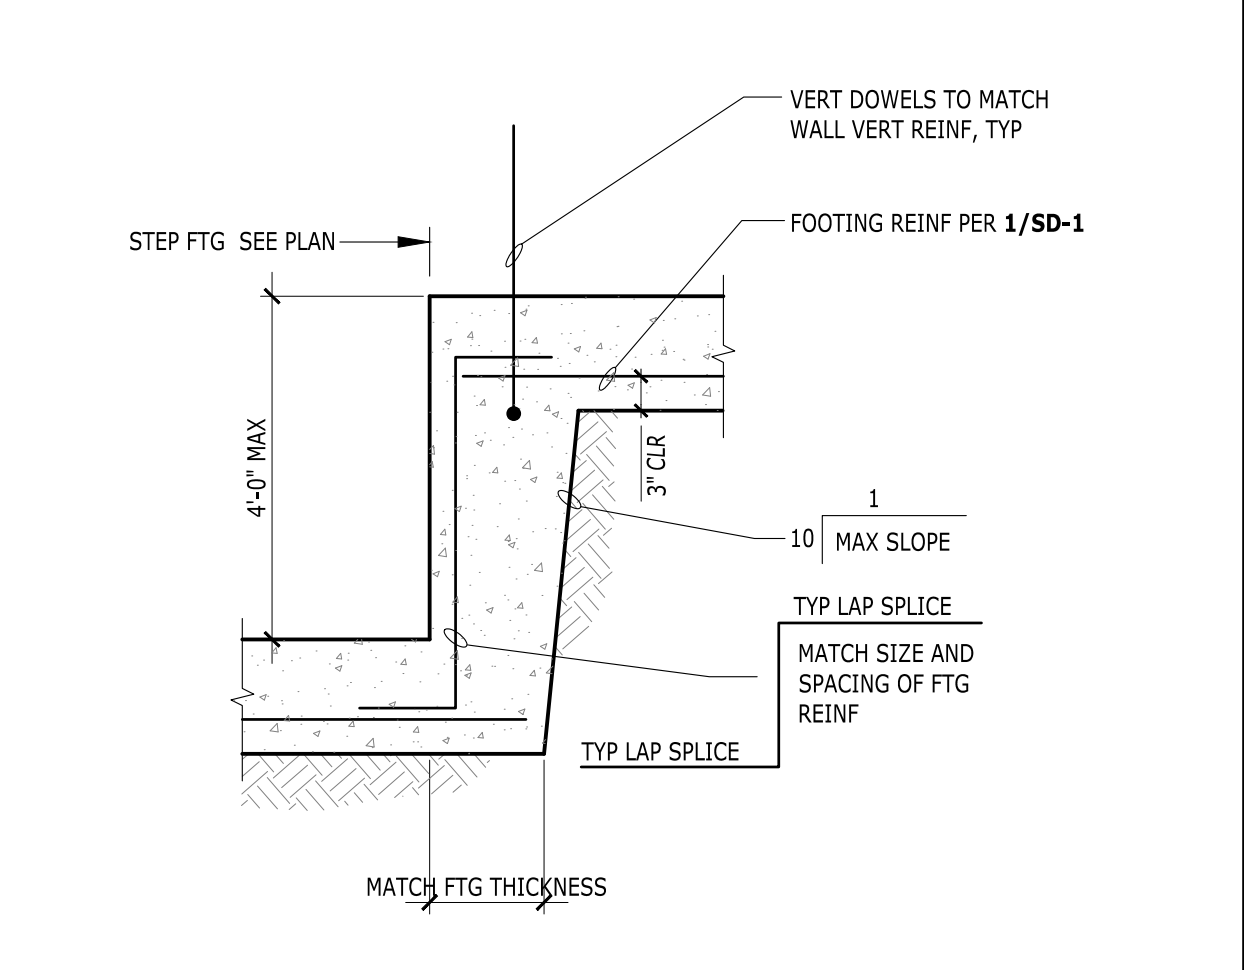 VERT DOWELS TO MATCH
WALL VERT REINF, TYP
FOOTING REINF PER 1/SD-1
STEP FTG  SEE PLAN
4'-0" MAX
3" CLR
1
10
MAX SLOPE
TYP LAP SPLICE
MATCH SIZE AND
SPACING OF FTG
REINF
TYP LAP SPLICE
MATCH FTG THICKNESS